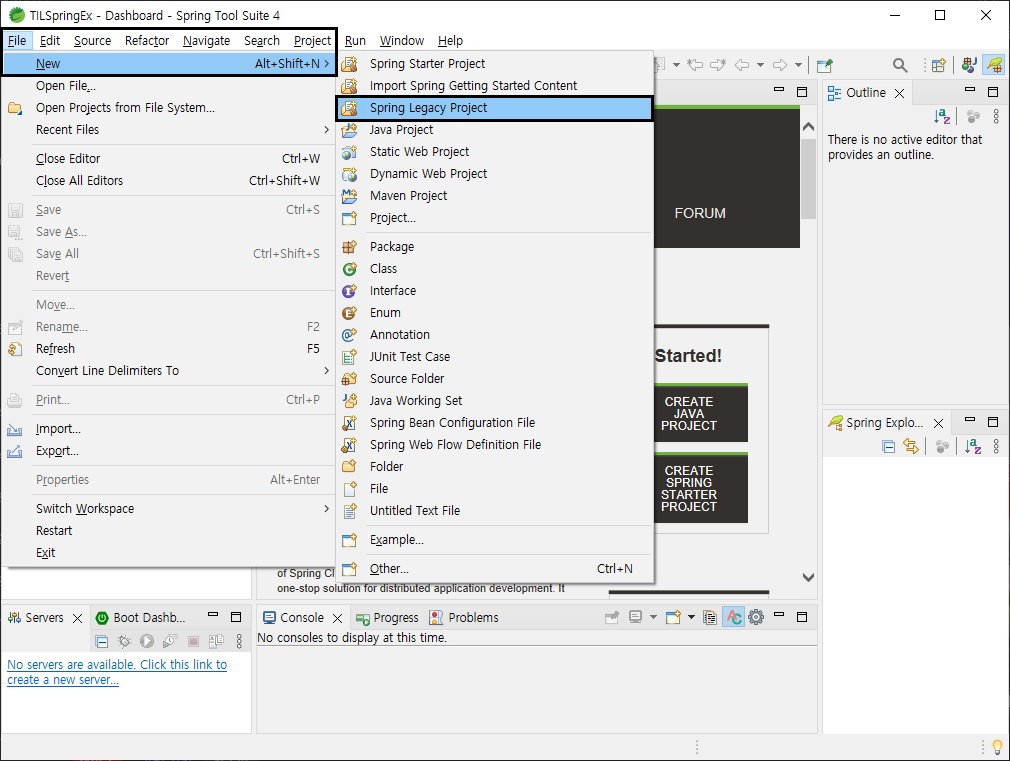 TILSpringEx - Dashboard - Spring Tool Suite 4
File Edit Source Refactor Navigate Search Project Run Window Help
New Alt+Shift+N
Open File...
Open Projects from File System...
Recent Files
Close Editor Ctrl+W
Close All Editors Ctrl+Shift+W
Save Ctrl+S
Save As...
Save All Ctrl+Shift+S
Revert
Move...
Rename... F2
Refresh F5
Convert Line Delimiters To
Print... Ctrl+P
Import...
Export...
Properties Alt+Enter
Switch Workspace
Restart
Exit
Spring Starter Project
Import Spring Getting Started Content
Spring Legacy Project
Java Project
Static Web Project
Dynamic Web Project
Maven Project
Project...
Package
Class
Interface
Enum
Annotation
JUnit Test Case
Source Folder
Java Working Set
Spring Bean Configuration File
Spring Web Flow Definition File
Folder
File
Untitled Text File
Example...
Other... Ctrl+N
FORUM
Started!
CREATE
JAVA
PROJECT
CREATE
SPRING
STARTER
PROJECT
of Spring Cl
one-stop solution for distributed application development. It
Outline
There is no active editor that
provides an outline.
Spring Explo...
Servers Boot Dashb...
No servers are available. Click this link to
create a new server...
Console Progress Problems
No consoles to display at this time.